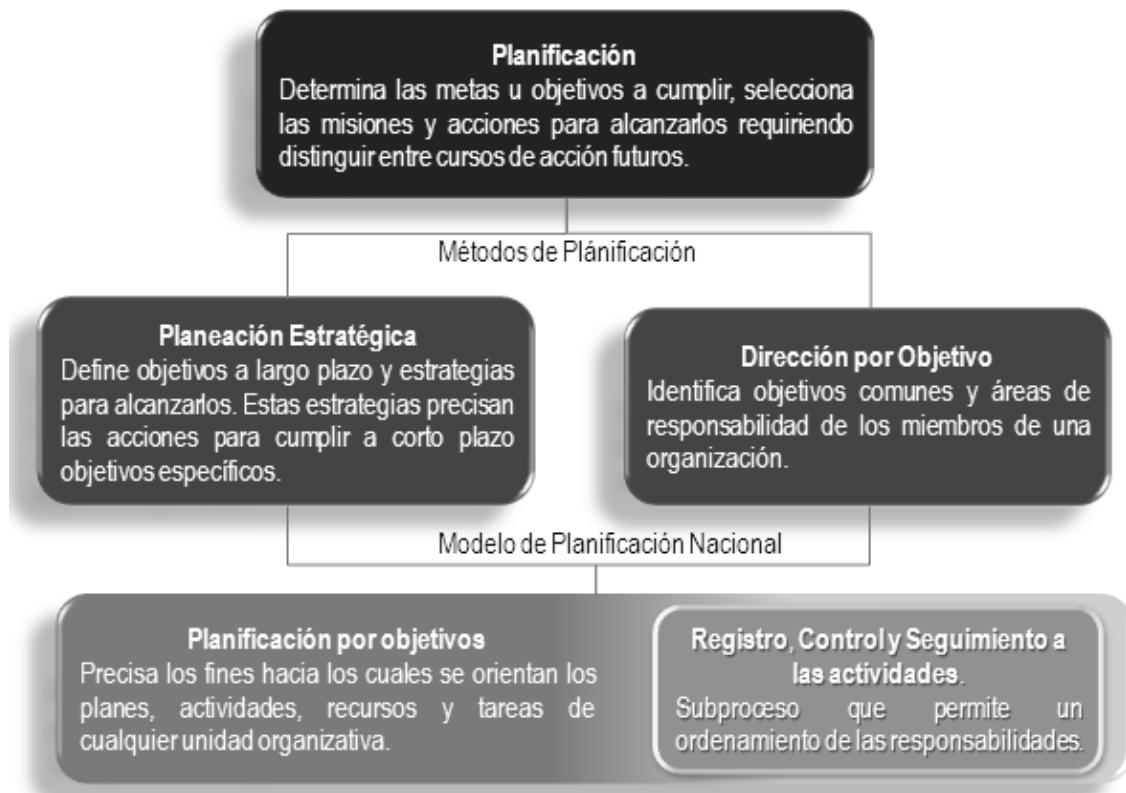 Planificación
Determina las metas u objetivos a cumplir, selecciona
las misiones y acciones para alcanzarlos requiriendo
distinguir entre cursos de acción futuros.
Métodos de Plánificación
Planeación Estratégica
Define objetivos a largo plazo y estrategias
para alcanzarlos. Estas estrategias precisan
las acciones para cumplir a corto plazo
objetivos específicos.
Dirección por Objetivo
Identifica objetivos comunes y áreas de
responsabilidad de los miembros de una
organización.
Modelo de Planificación Nacional
Planificación por objetivos
Precisa los fines hacia los cuales se orientan los
planes, actividades, recursos y tareas de
cualquier unidad organizativa.
Registro, Control y Seguimiento a
las actividades.
Subproceso que permite un
ordenamiento de las responsabilidades.